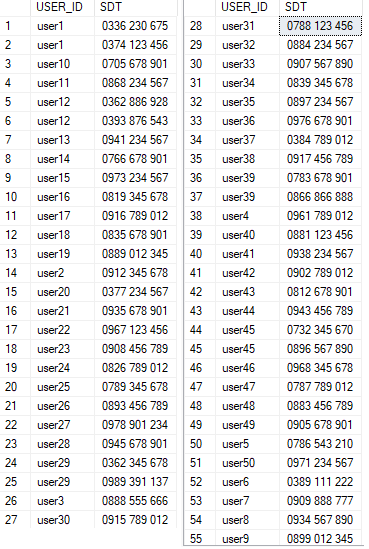 USER_ID SDT
1 user1 0336 230 675
2 user1 0374 123 456
3 user10 0705 678 901
4 user11 0868 234 567
5 user12 0362 886 928
6 user12 0393 876 543
7 user13 0941 234 567
8 user14 0766 678 901
9 user15 0973 234 567
10 user16 0819 345 678
11 user17 0916 789 012
12 user18 0835 678 901
13 user19 0889 012 345
14 user2 0912 345 678
15 user20 0377 234 567
16 user21 0935 678 901
17 user22 0967 123 456
18 user23 0908 456 789
19 user24 0826 789 012
20 user25 0789 345 678
21 user26 0893 456 789
22 user27 0978 901 234
23 user28 0945 678 901
24 user29 0362 345 678
25 user29 0989 391 137
26 user3 0888 555 666
27 user30 0915 789 012
USER_ID SDT
28 user31 0788 123 456
29 user32 0884 234 567
30 user33 0907 567 890
31 user34 0839 345 678
32 user35 0897 234 567
33 user36 0976 678 901
34 user37 0384 789 012
35 user38 0917 456 789
36 user39 0783 678 901
37 user39 0866 866 888
38 user4 0961 789 012
39 user40 0881 123 456
40 user41 0938 234 567
41 user42 0902 789 012
42 user43 0812 678 901
43 user44 0943 456 789
44 user45 0732 345 670
45 user45 0896 567 890
46 user46 0968 345 678
47 user47 0787 789 012
48 user48 0883 456 789
49 user49 0905 678 901
50 user5 0786 543 210
51 user50 0971 234 567
52 user6 0389 111 222
53 user7 0909 888 777
54 user8 0934 567 890
55 user9 0899 012 345